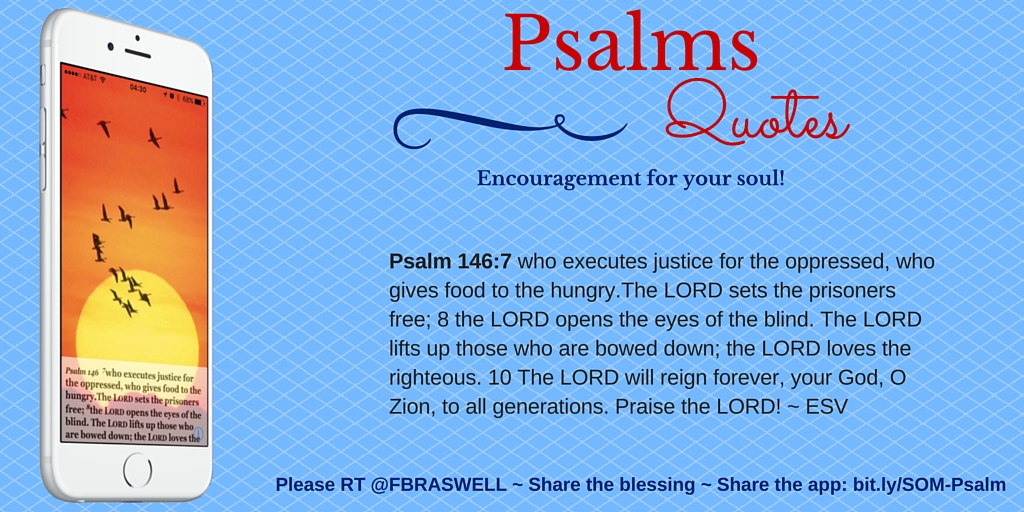 Psalms
Quotes
Encouragement for your soul!
Psalm 146:7 who executes justice for the oppressed, who
gives food to the hungry.The LORD sets the prisoners
free; 8 the LORD opens the eyes of the blind. The LORD
lifts up those who are bowed down; the LORD loves the
righteous. 10 The LORD will reign forever, your God, O
Zion, to all generations. Praise the LORD! ~ ESV
Please RT @FBRASWELL ~ Share the blessing ~ Share the app: bit.ly/SOM-Psalm
AT&T 04:30 68%
Psalm 146 7who executes justice for
the oppressed, who gives food to the
hungry.The LORD sets the prisoners
free; 8the LORD opens the eyes of the
blind. The LORD lifts up those who
are bowed down; the LORD loves the